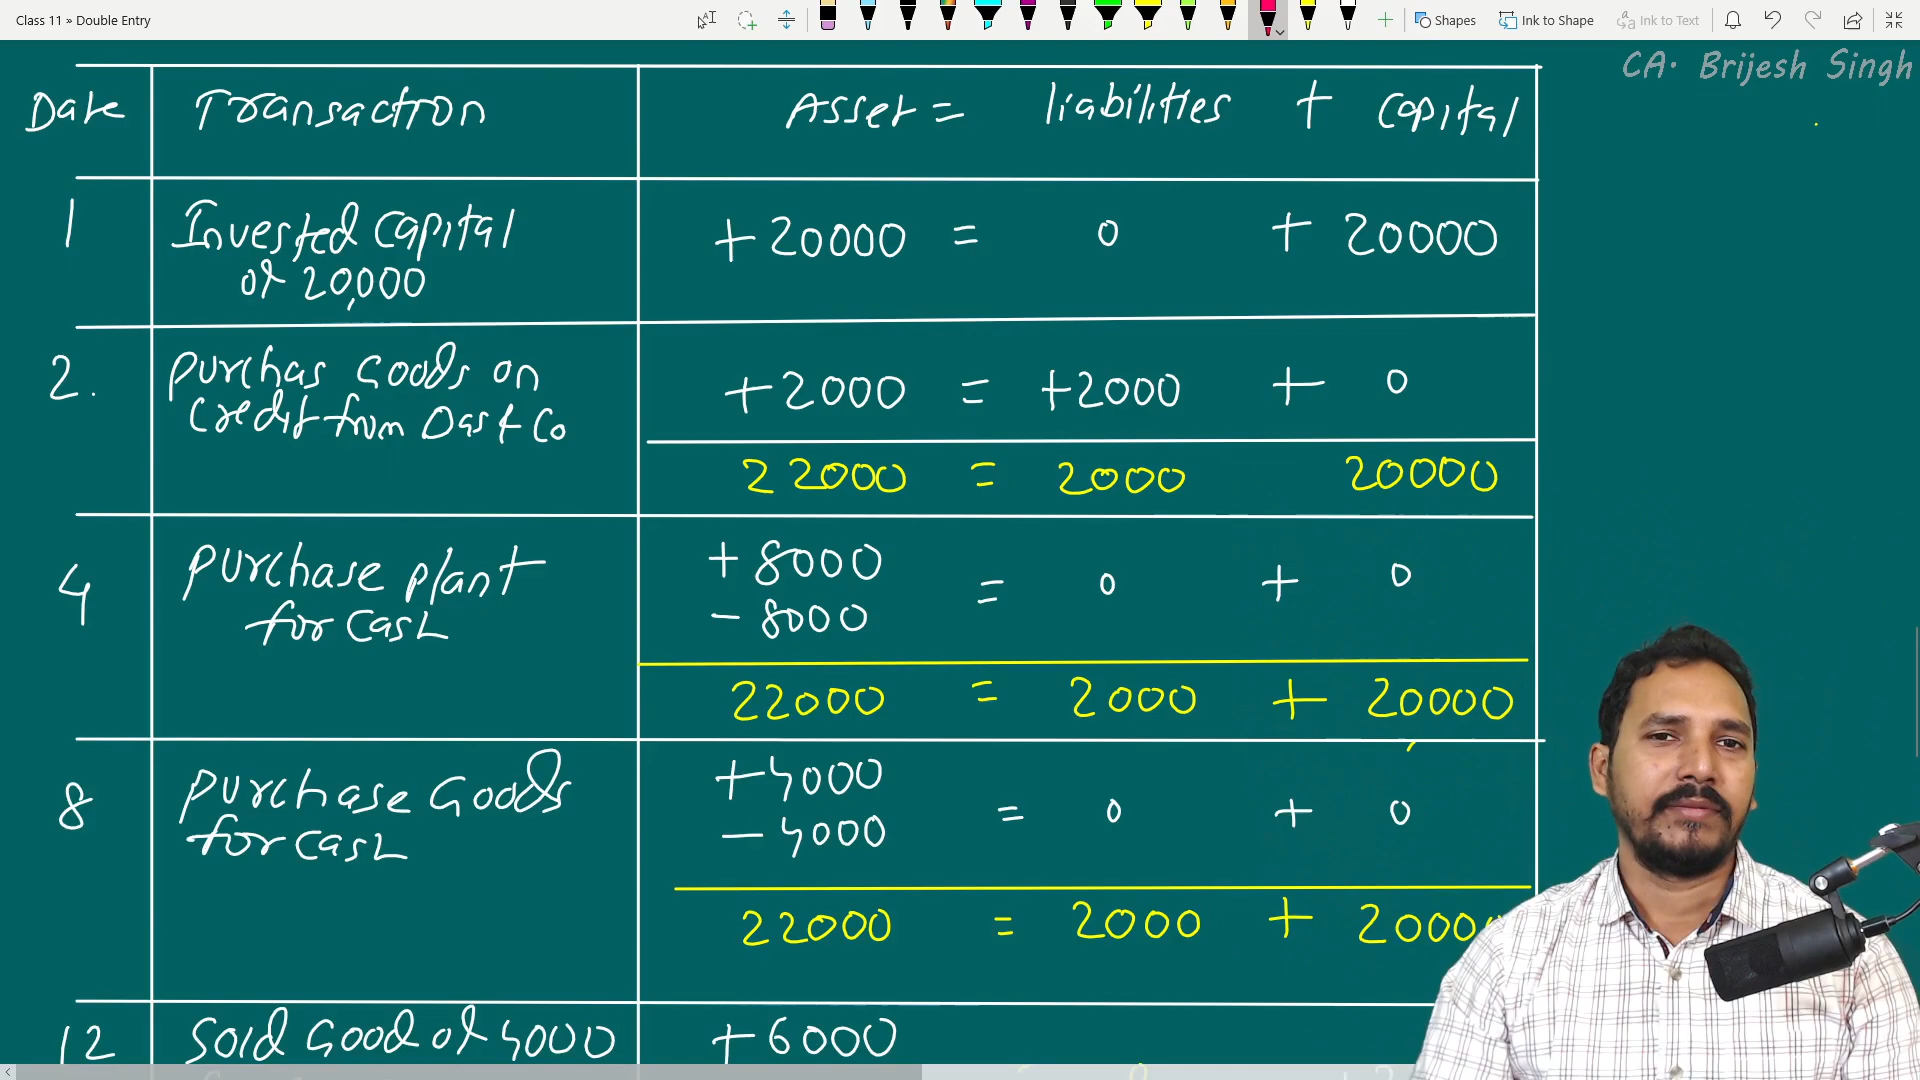 Class 11 » Double Entry
Shapes Ink to Shape Ink to Text
CA. Brijesh Singh
Date Transaction Asset = liabilities + Capital
1 Invested Capital of 20,000 +20000 = 0 + 20000
2. Purchas Goods on Credit from Das & Co +2000 = +2000 + 0
22000 = 2000 20000
4 Purchase plant for Cash +8000 -8000 = 0 + 0
22000 = 2000 + 20000
8 Purchase Goods for Cash +4000 -4000 = 0 + 0
22000 = 2000 + 20000
12 Sold Good of 4000 +6000